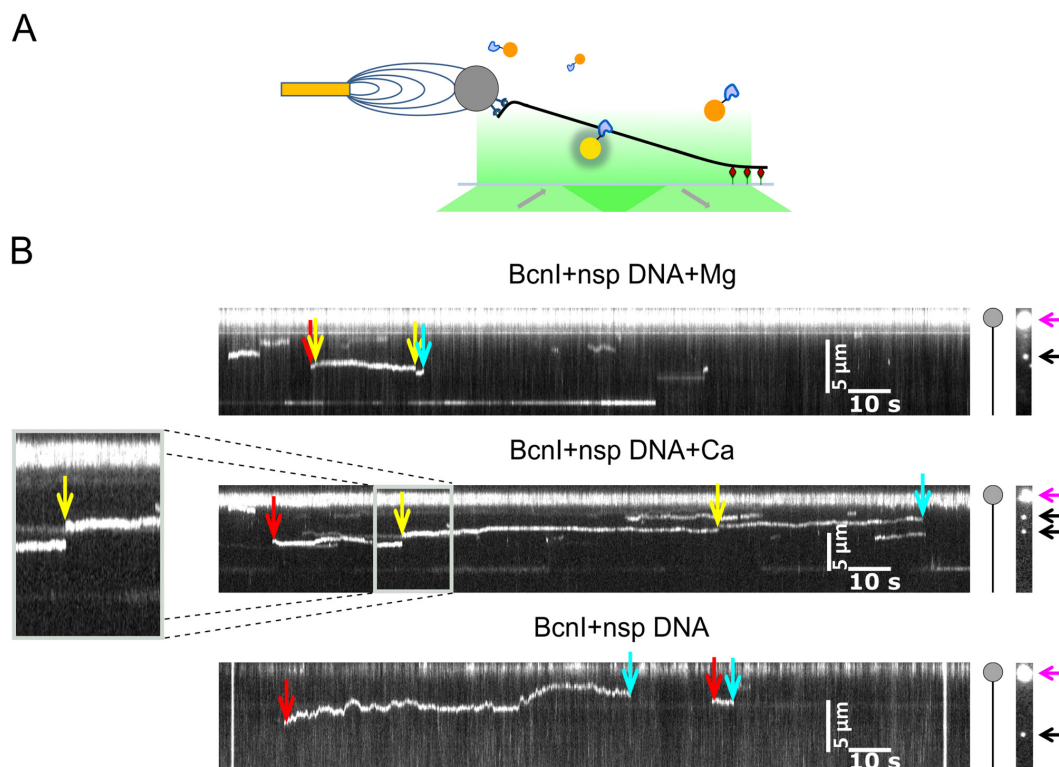 A
B
BcnI+nsp DNA+Mg
5 µm
10 s
BcnI+nsp DNA+Ca
5 µm
10 s
BcnI+nsp DNA
5 µm
10 s